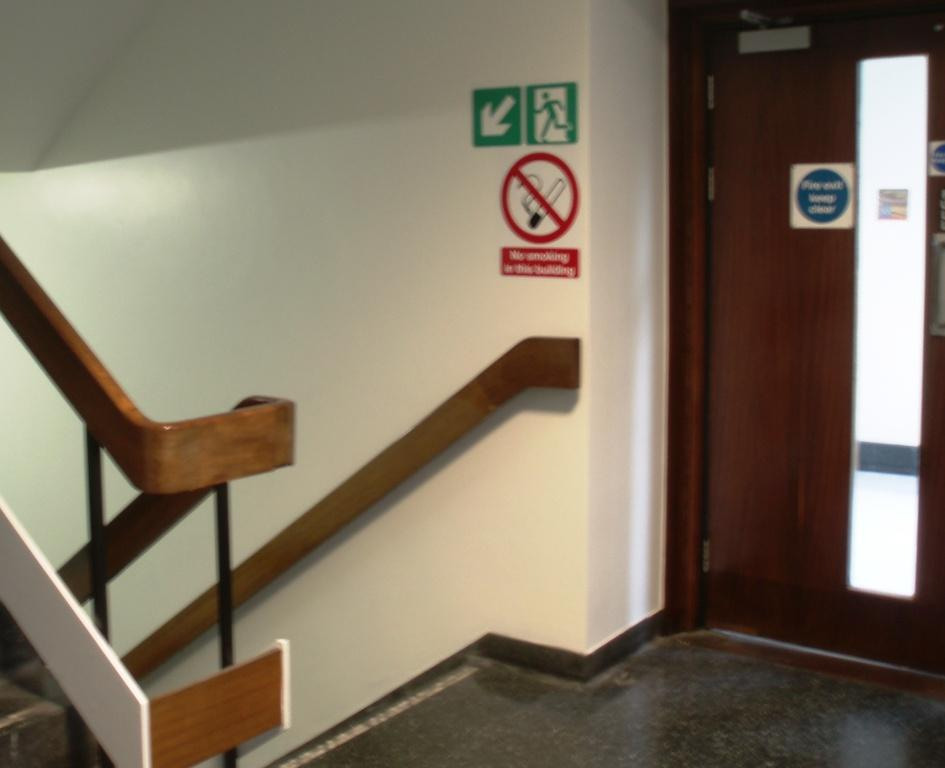 No smoking
in this building
Fire exit
keep
clear